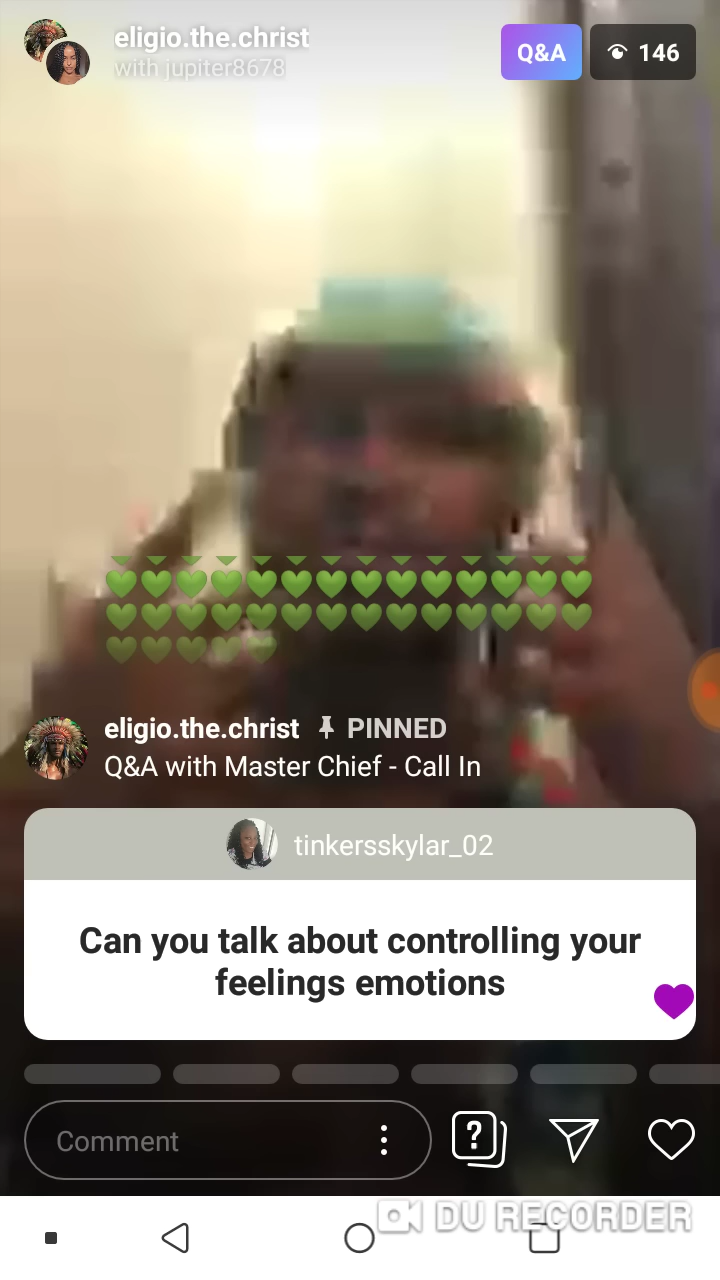 eligio.the.christ
with jupiter8678
Q&A
146
💚💚💚💚💚💚💚💚💚💚💚💚💚💚
💚💚💚💚💚💚💚💚💚💚💚💚💚💚
💚💚💚💚💚
eligio.the.christ PINNED
Q&A with Master Chief - Call In
tinkersskylar_02
Can you talk about controlling your
feelings emotions
Comment
?
DU RECORDER